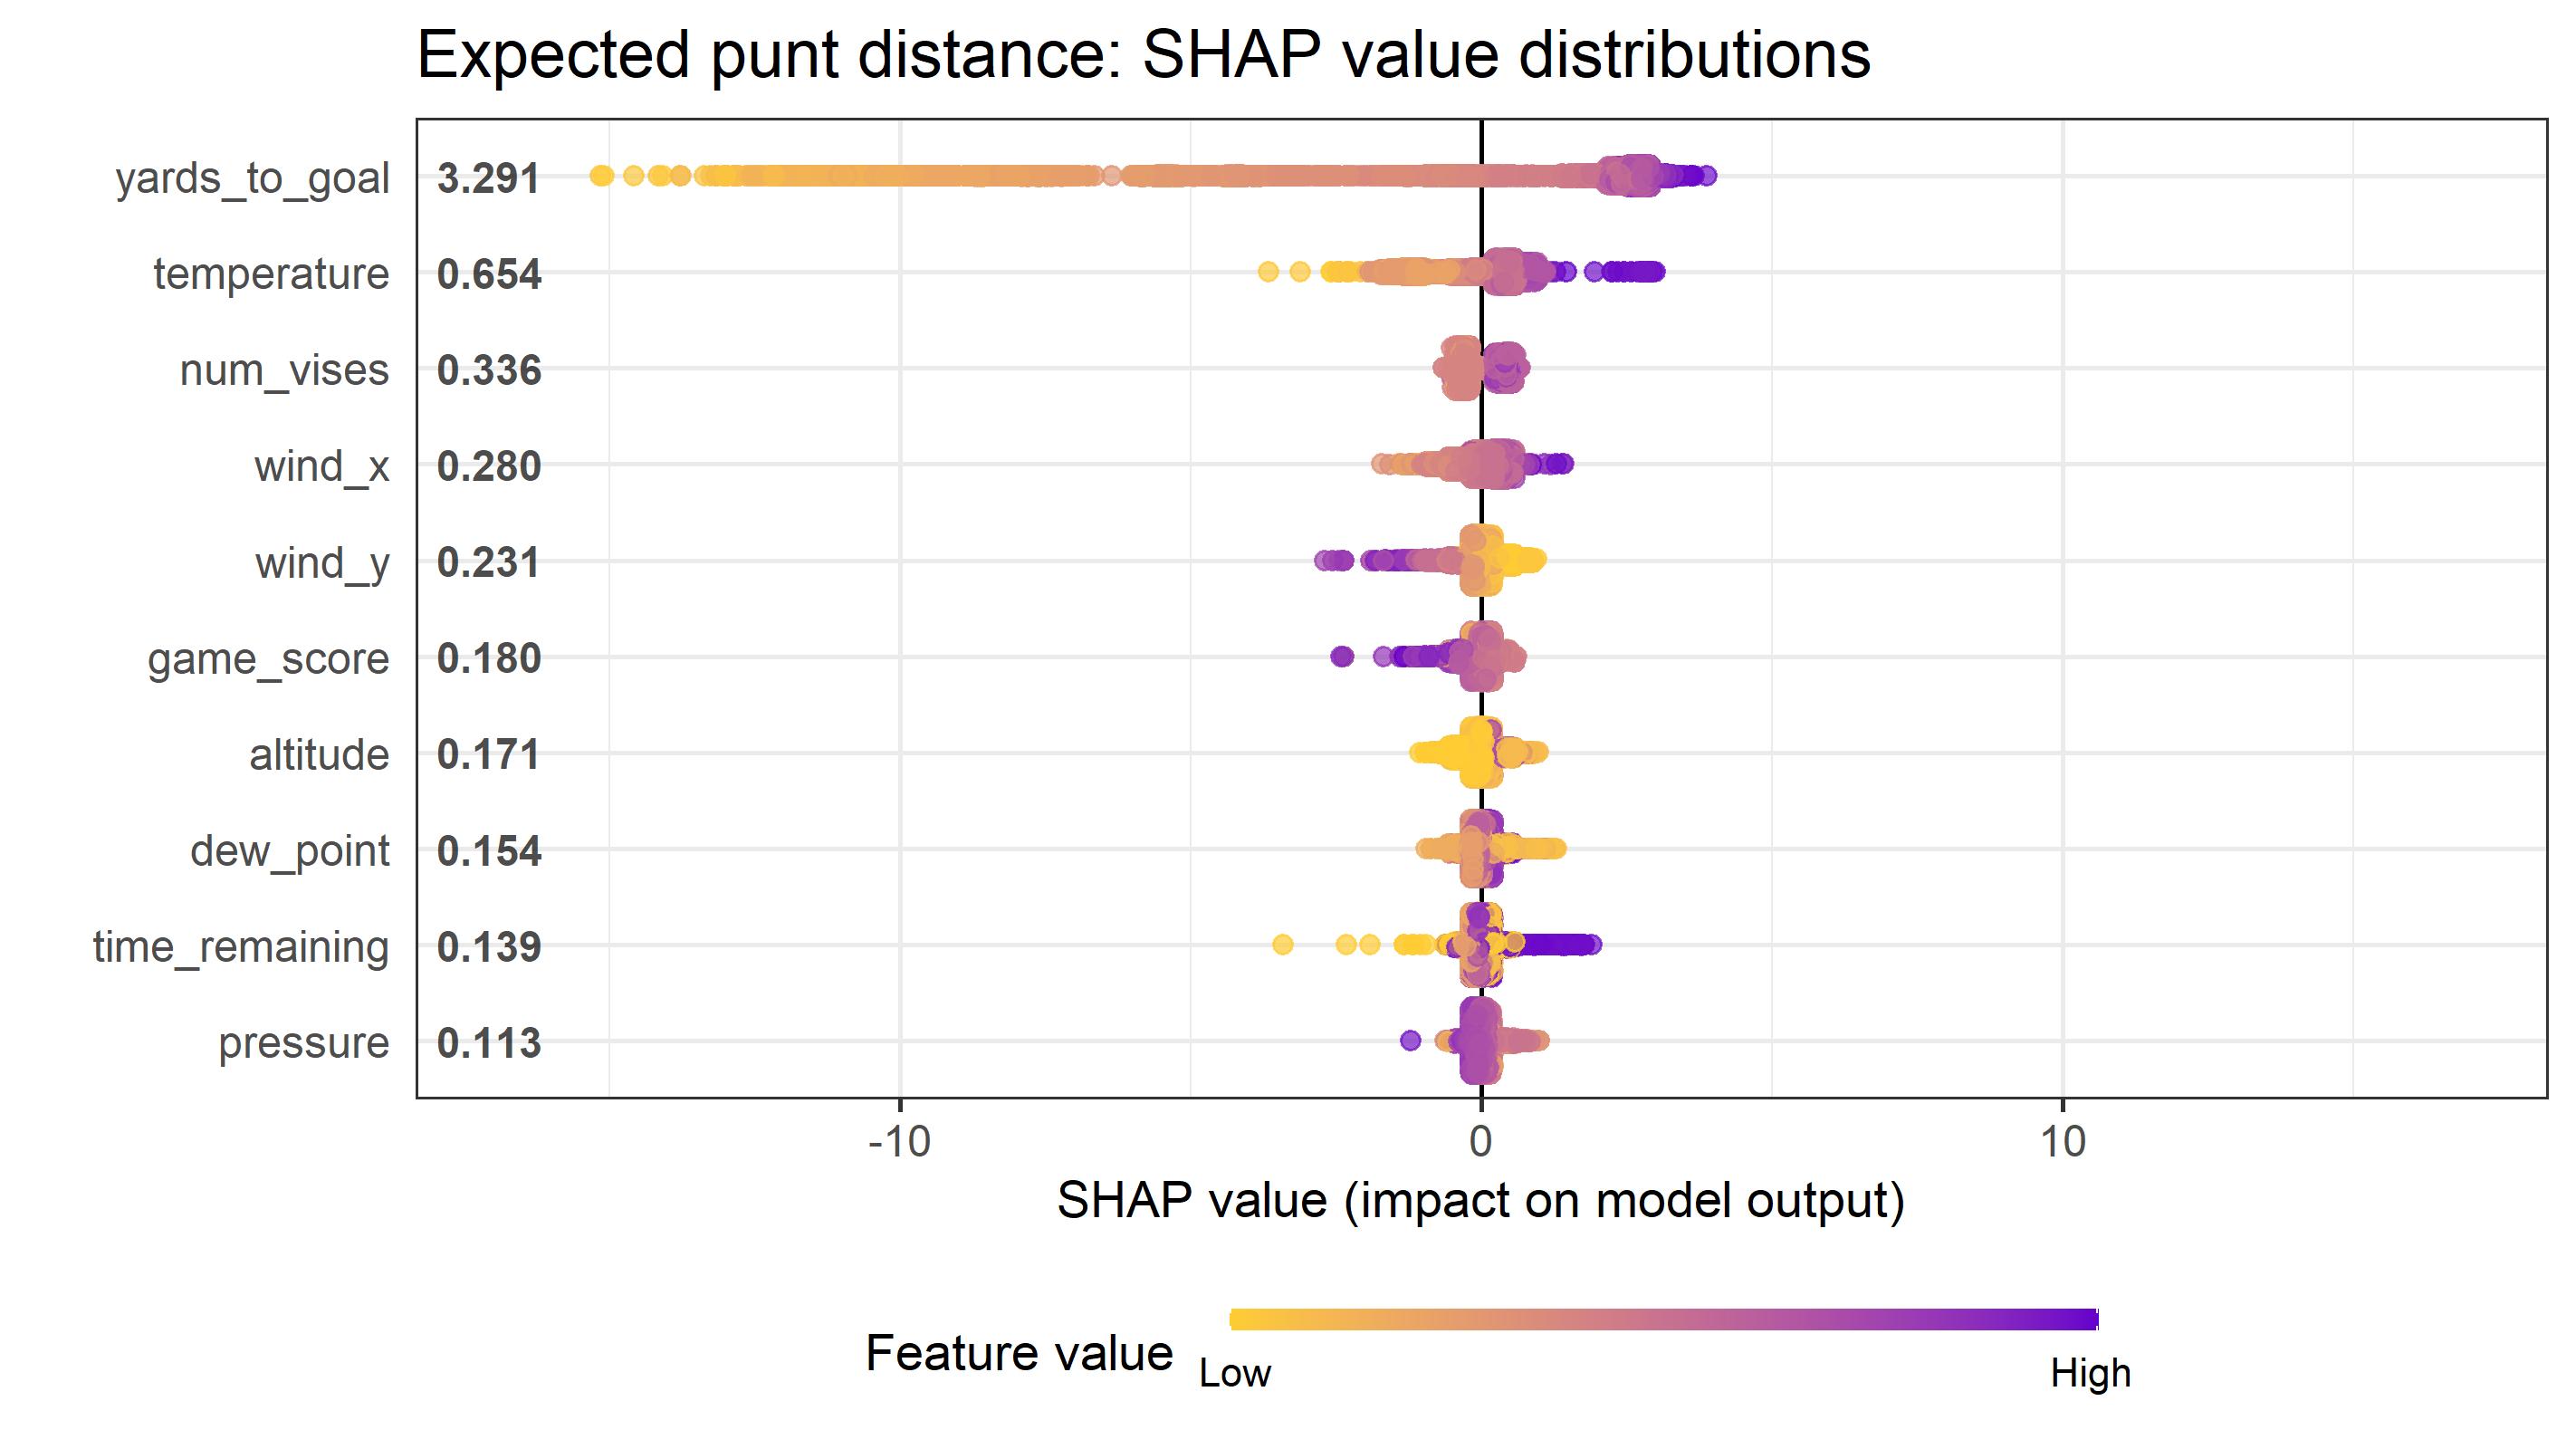 Expected punt distance: SHAP value distributions
yards_to_goal 3.291
temperature 0.654
num_vises 0.336
wind_x 0.280
wind_y 0.231
game_score 0.180
altitude 0.171
dew_point 0.154
time_remaining 0.139
pressure 0.113
-10 0 10
SHAP value (impact on model output)
Feature value
Low High